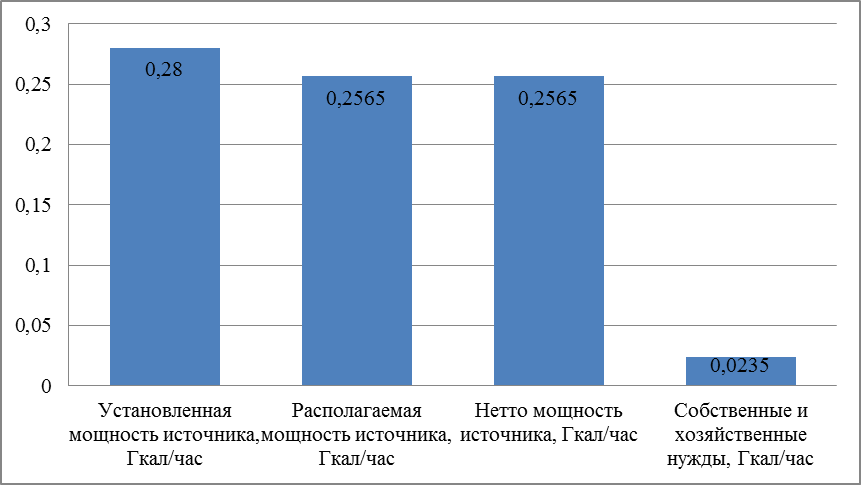 0,3
0,25
0,2
0,15
0,1
0,05
0
0,28
0,2565
0,2565
0,0235
Установленная
мощность источника,
Гкал/час
Располагаемая
мощность источника,
Гкал/час
Нетто мощность
источника, Гкал/час
Собственные и
хозяйственные
нужды, Гкал/час